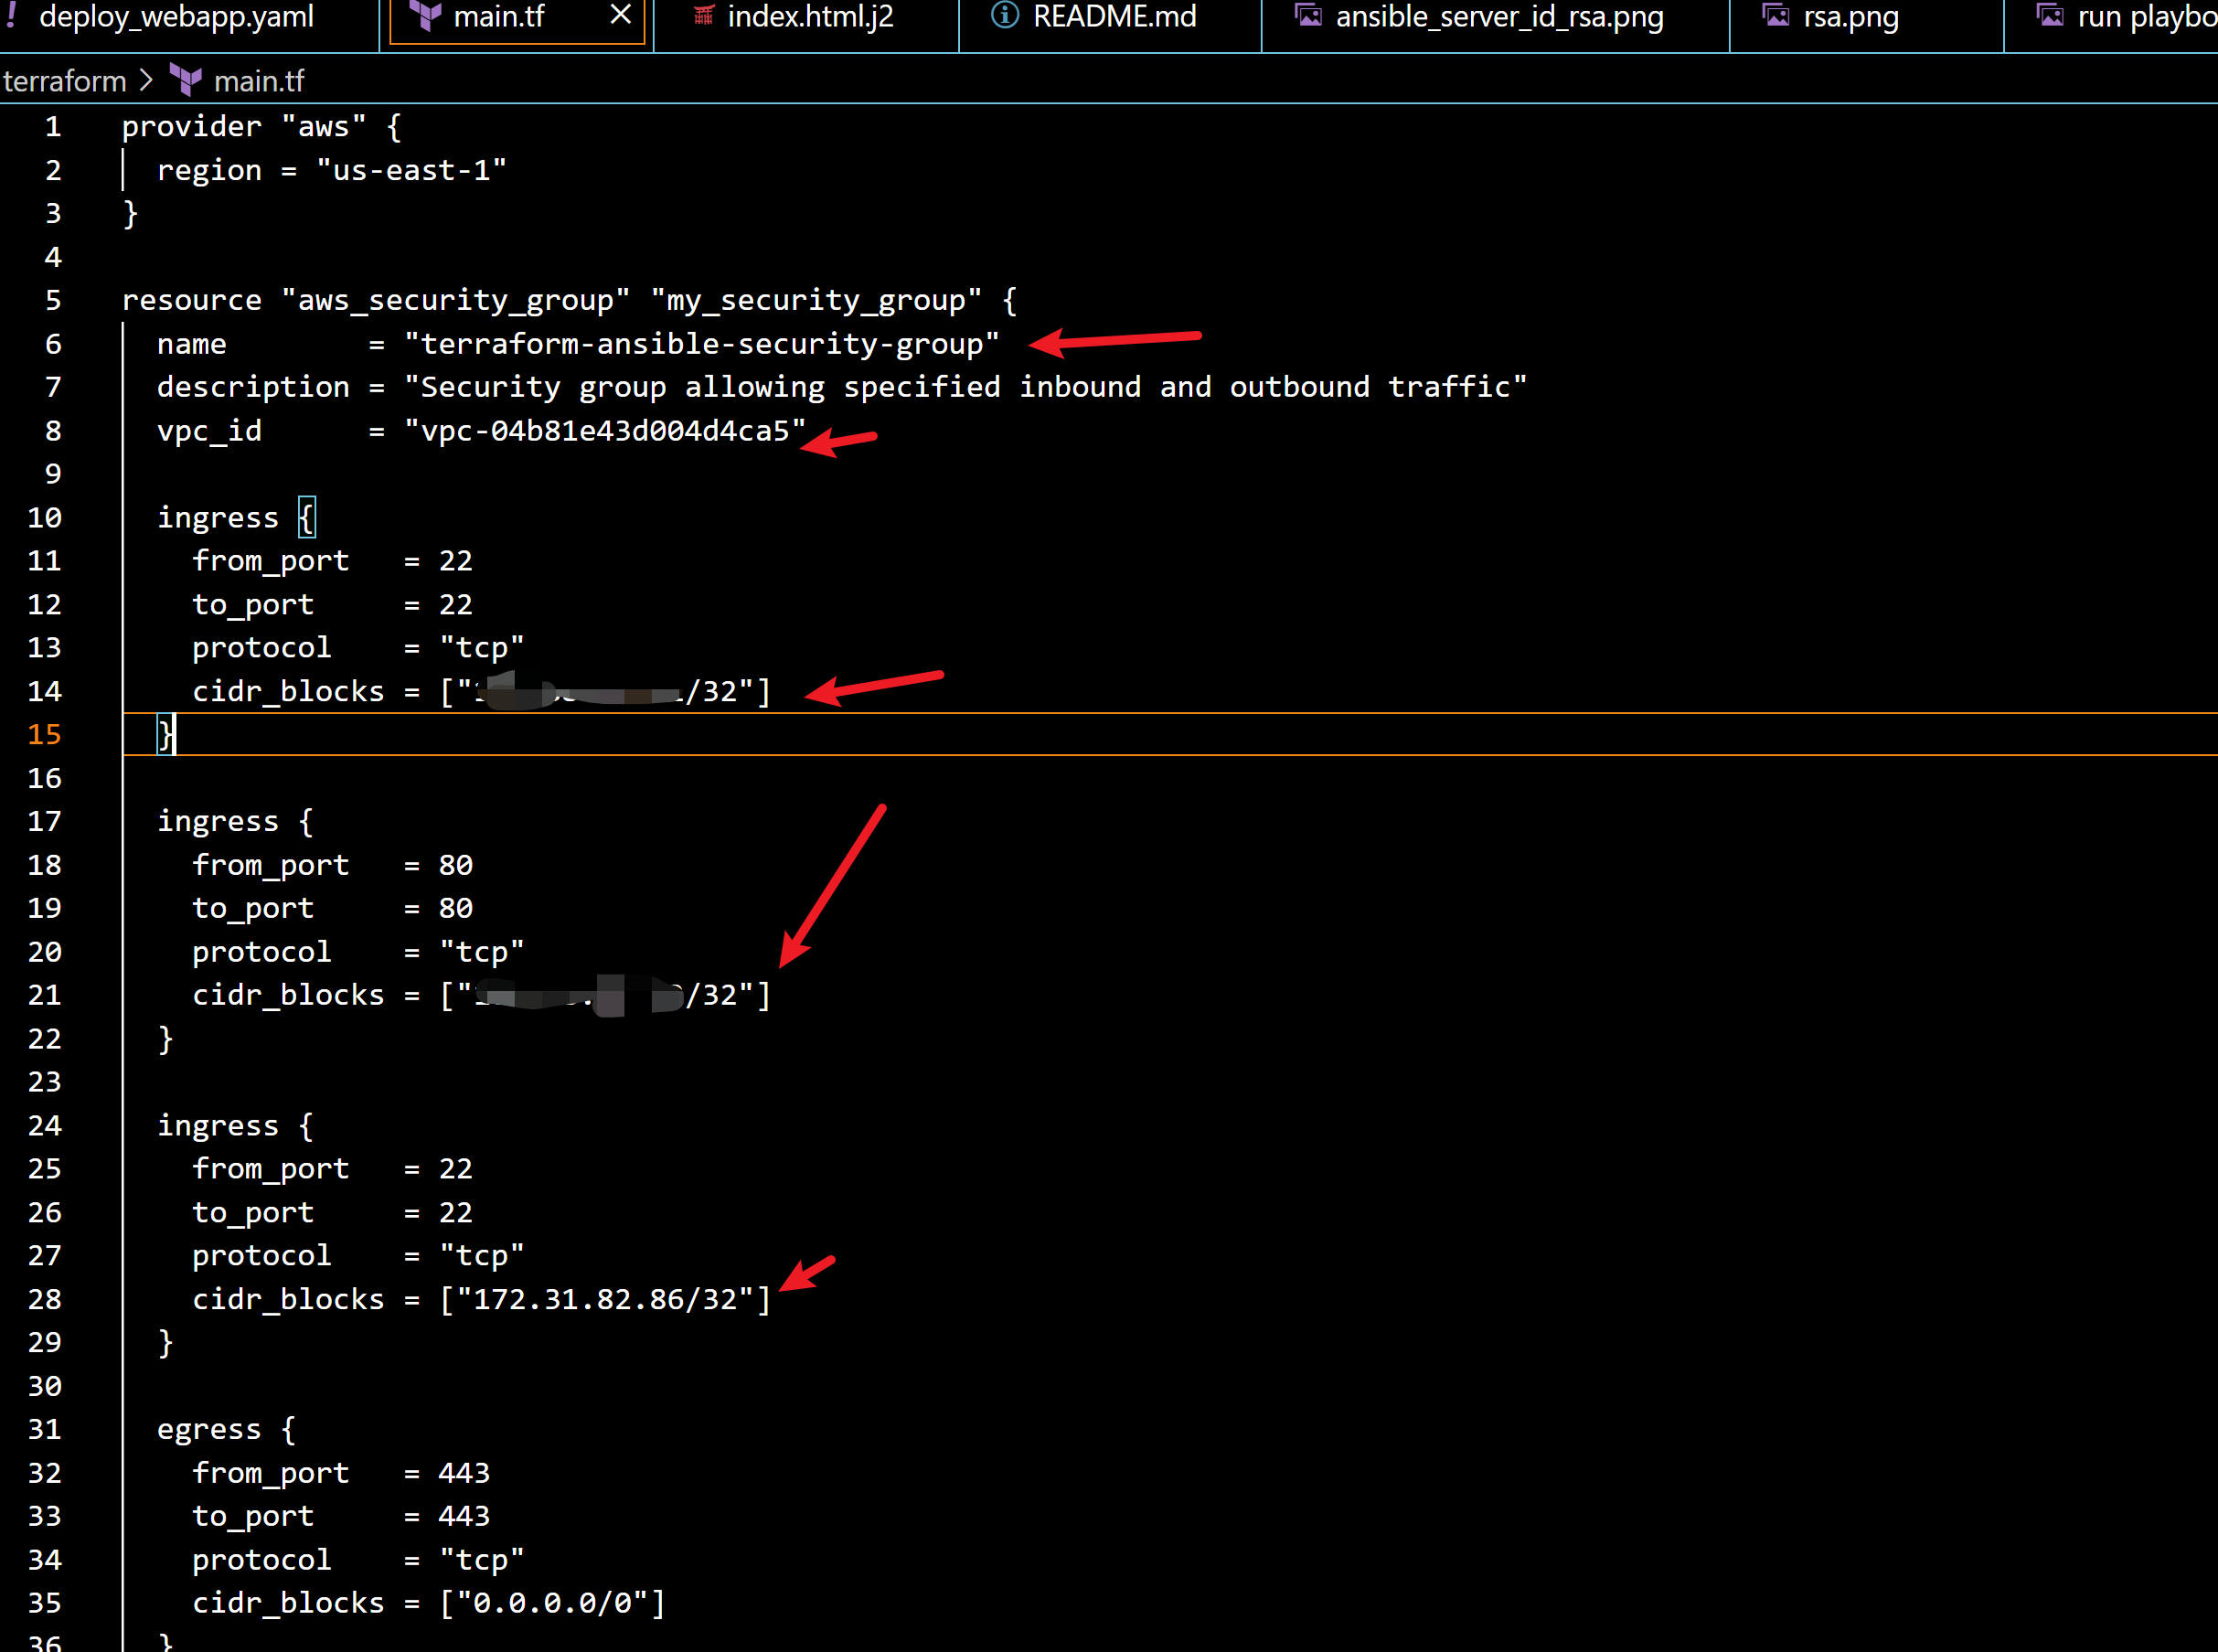 ! deploy_webapp.yaml
main.tf ×
index.html.j2
README.md
ansible_server_id_rsa.png
rsa.png
run playbo
terraform > main.tf
1 provider "aws" {
2 region = "us-east-1"
3 }
4
5 resource "aws_security_group" "my_security_group" {
6 name = "terraform-ansible-security-group"
7 description = "Security group allowing specified inbound and outbound traffic"
8 vpc_id = "vpc-04b81e43d004d4ca5"
9
10 ingress {
11 from_port = 22
12 to_port = 22
13 protocol = "tcp"
14 cidr_blocks = [" /32"]
15 }
16
17 ingress {
18 from_port = 80
19 to_port = 80
20 protocol = "tcp"
21 cidr_blocks = [" /32"]
22 }
23
24 ingress {
25 from_port = 22
26 to_port = 22
27 protocol = "tcp"
28 cidr_blocks = ["172.31.82.86/32"]
29 }
30
31 egress {
32 from_port = 443
33 to_port = 443
34 protocol = "tcp"
35 cidr_blocks = ["0.0.0.0/0"]
36 }